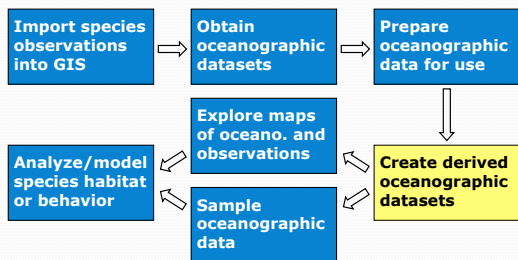 Import species
observations
into GIS
Obtain
oceanographic
datasets
Prepare
oceanographic
data for use
Explore maps
of oceano. and
observations
Analyze/model
species habitat
or behavior
Create derived
oceanographic
datasets
Sample
oceanographic
data